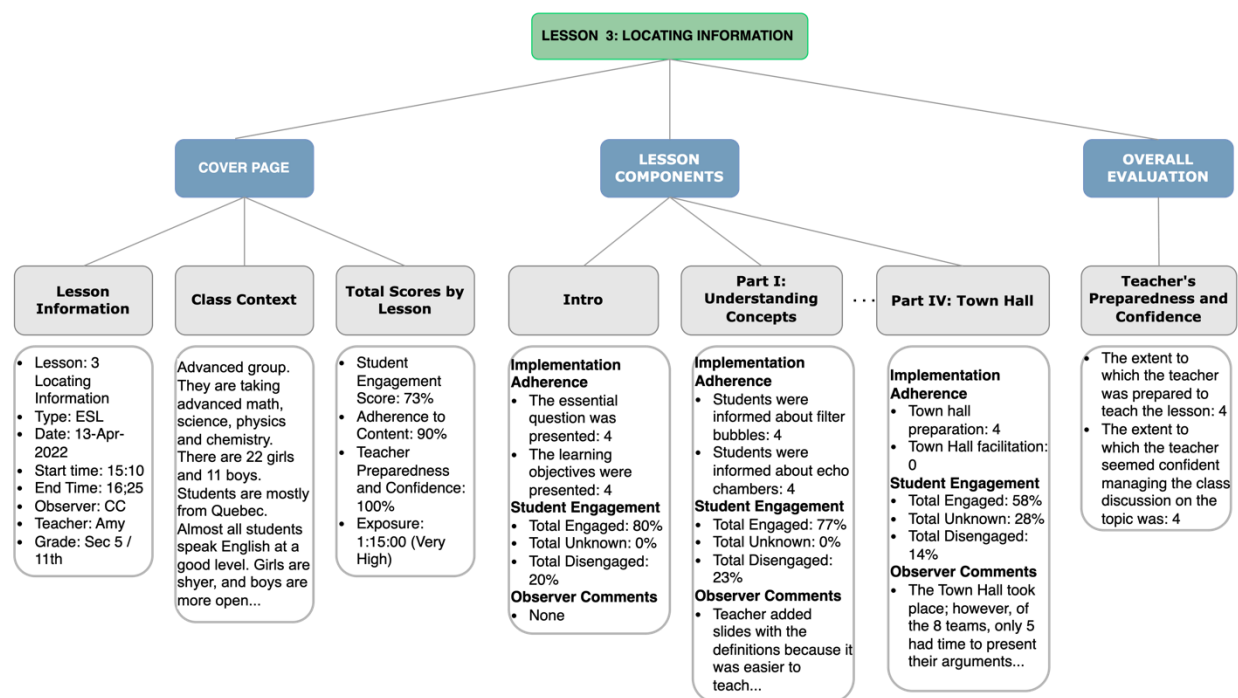 LESSON 3: LOCATING INFORMATION
COVER PAGE
LESSON
COMPONENTS
OVERALL
EVALUATION
Lesson
Information
Class Context
Total Scores by
Lesson
Intro
Part I:
Understanding
Concepts
...
Part IV: Town Hall
Teacher's
Preparedness and
Confidence
• Lesson: 3
Locating
Information
• Type: ESL
• Date: 13-Apr-
2022
• Start time: 15:10
• End Time: 16;25
• Observer: CC
• Teacher: Amy
• Grade: Sec 5 /
11th
Advanced group.
They are taking
advanced math,
science, physics
and chemistry.
There are 22 girls
and 11 boys.
Students are mostly
from Quebec.
Almost all students
speak English at a
good level. Girls are
shyer, and boys are
more open...
• Student
Engagement
Score: 73%
• Adherence to
Content: 90%
• Teacher
Preparedness
and Confidence:
100%
• Exposure:
1:15:00 (Very
High)
Implementation
Adherence
• The essential
question was
presented: 4
• The learning
objectives were
presented: 4
Student Engagement
• Total Engaged: 80%
• Total Unknown: 0%
• Total Disengaged:
20%
Observer Comments
• None
Implementation
Adherence
• Students were
informed about filter
bubbles: 4
• Students were
informed about echo
chambers: 4
Student Engagement
• Total Engaged: 77%
• Total Unknown: 0%
• Total Disengaged:
23%
Observer Comments
• Teacher added
slides with the
definitions because it
was easier to
teach...
Implementation
Adherence
• Town hall
preparation: 4
• Town Hall facilitation:
0
Student Engagement
• Total Engaged: 58%
• Total Unknown: 28%
• Total Disengaged:
14%
Observer Comments
• The Town Hall took
place; however, of
the 8 teams, only 5
had time to present
their arguments...
• The extent to
which the teacher
was prepared to
teach the lesson: 4
• The extent to
which the teacher
seemed confident
managing the class
discussion on the
topic was: 4